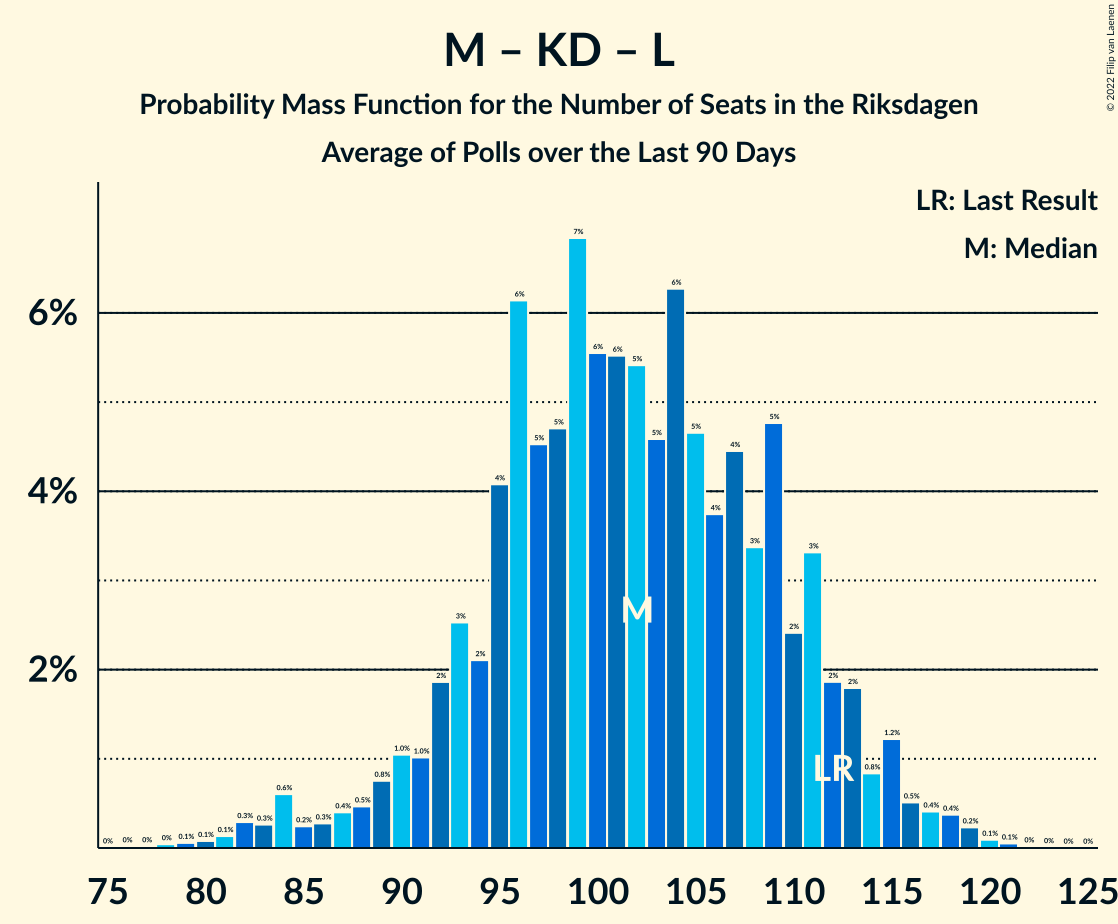 © 2022 Filip van Laenen
M – KD – L
Probability Mass Function for the Number of Seats in the Riksdagen
Average of Polls over the Last 90 Days
LR: Last Result
M: Median
6%
4%
2%
0% 0% 0% 0% 0.1% 0.1% 0.1% 0.3% 0.3% 0.6% 0.2% 0.3% 0.4% 0.5% 0.8% 1.0% 1.0% 2% 3% 2% 4% 6% 5% 5% 7% 6% 6% 5% 5% 6% 5% 4% 4% 3% 5% 2% 3% 2% 2% 0.8% 1.2% 0.5% 0.4% 0.4% 0.2% 0.1% 0.1% 0% 0% 0% 0%
M
LR
75 80 85 90 95 100 105 110 115 120 125